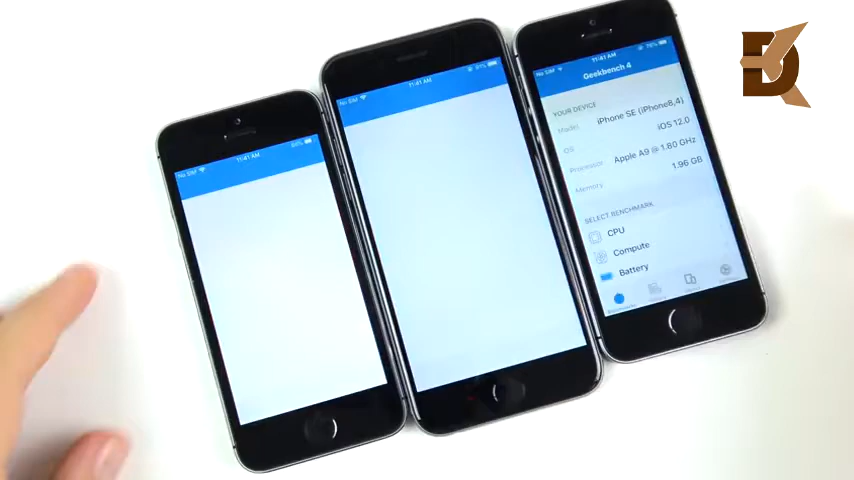 No SIM
11:41 AM
No SIM
11:41 AM
No SIM
11:41 AM
76%
Geekbench 4
YOUR DEVICE
Model
iPhone SE (iPhone8,4)
OS
iOS 12.0
Processor
Apple A9 @ 1.80 GHz
Memory
1.96 GB
SELECT BENCHMARK
CPU
Compute
Battery
D